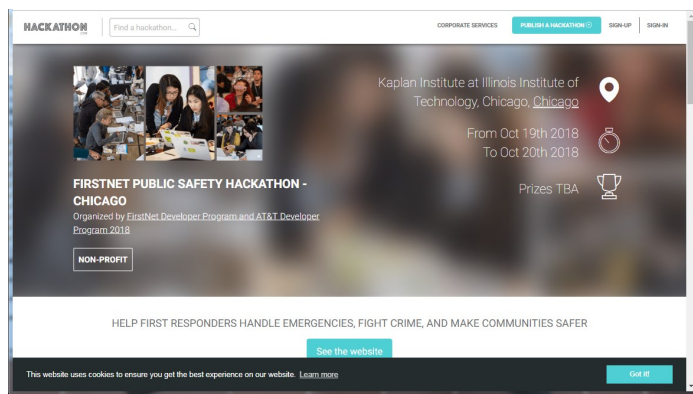 HACKATHON
.com
Find a hackathon...
CORPORATE SERVICES
PUBLISH A HACKATHON
SIGN-UP
SIGN-IN
Kaplan Institute at Illinois Institute of
Technology, Chicago, Chicago
From Oct 19th 2018
To Oct 20th 2018
Prizes TBA
FIRSTNET PUBLIC SAFETY HACKATHON -
CHICAGO
Organized by FirstNet Developer Program and AT&T Developer
Program 2018
NON-PROFIT
HELP FIRST RESPONDERS HANDLE EMERGENCIES, FIGHT CRIME, AND MAKE COMMUNITIES SAFER
See the website
This website uses cookies to ensure you get the best experience on our website. Learn more
Got it!